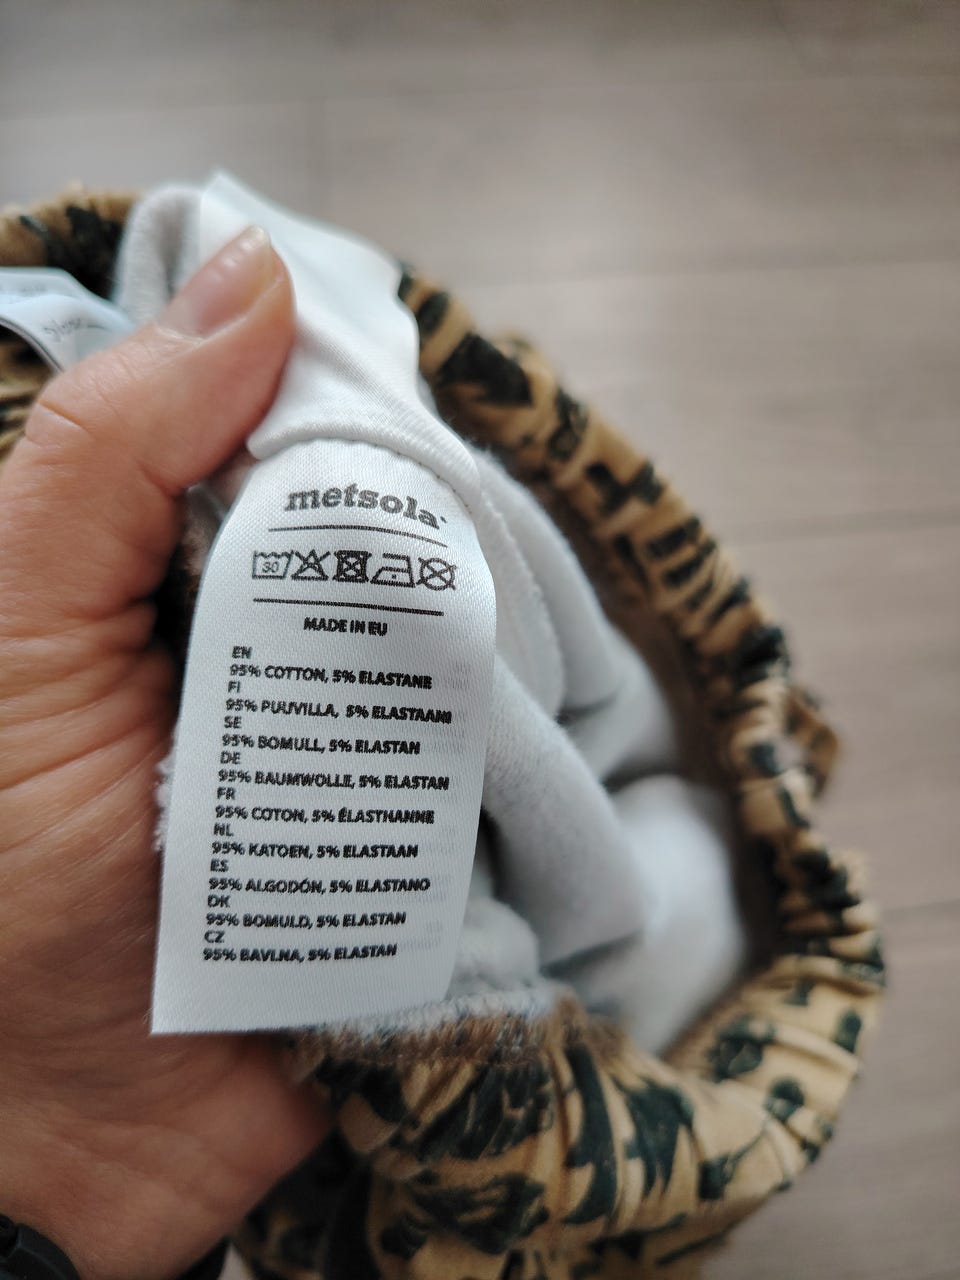 metsola
30
MADE IN EU
EN
95% COTTON, 5% ELASTANE
FI
95% PUUVILLA, 5% ELASTAANI
SE
95% BOMULL, 5% ELASTAN
DE
95% BAUMWOLLE, 5% ELASTAN
FR
95% COTON, 5% ÉLASTHANNE
NL
95% KATOEN, 5% ELASTAAN
ES
95% ALGODÓN, 5% ELASTANO
DK
95% BOMULD, 5% ELASTAN
CZ
95% BAVLNA, 5% ELASTAN